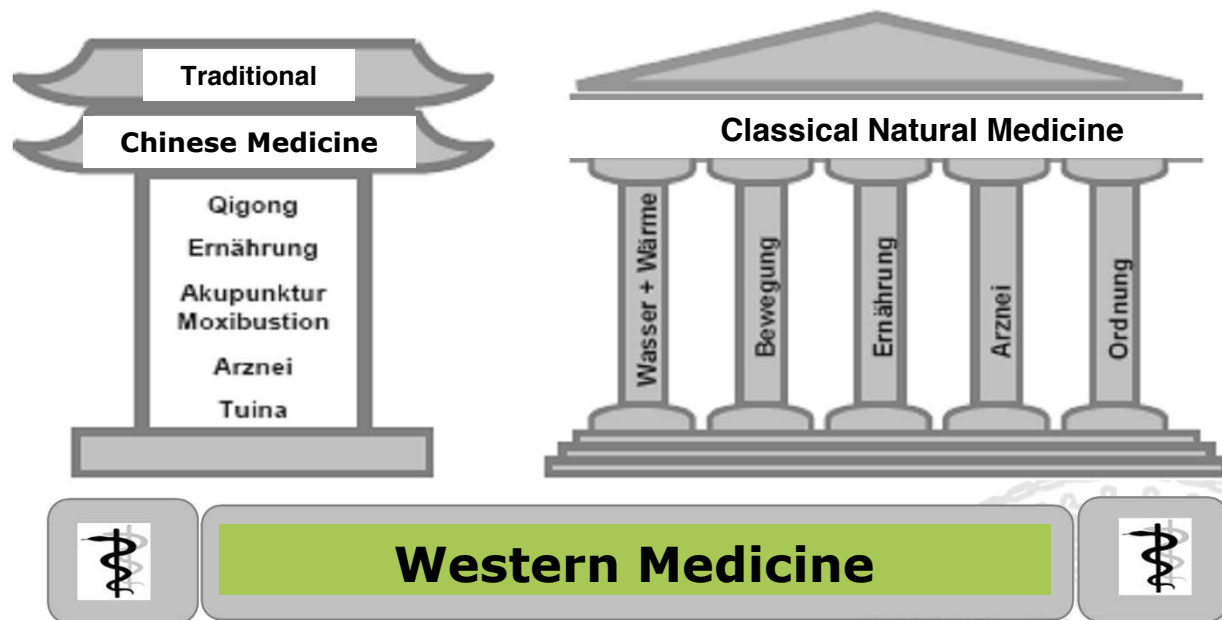 Traditional
Chinese Medicine
Qigong
Ernährung
Akupunktur
Moxibustion
Arznei
Tuina
Classical Natural Medicine
Wasser + Wärme
Bewegung
Ernährung
Arznei
Ordnung
Western Medicine